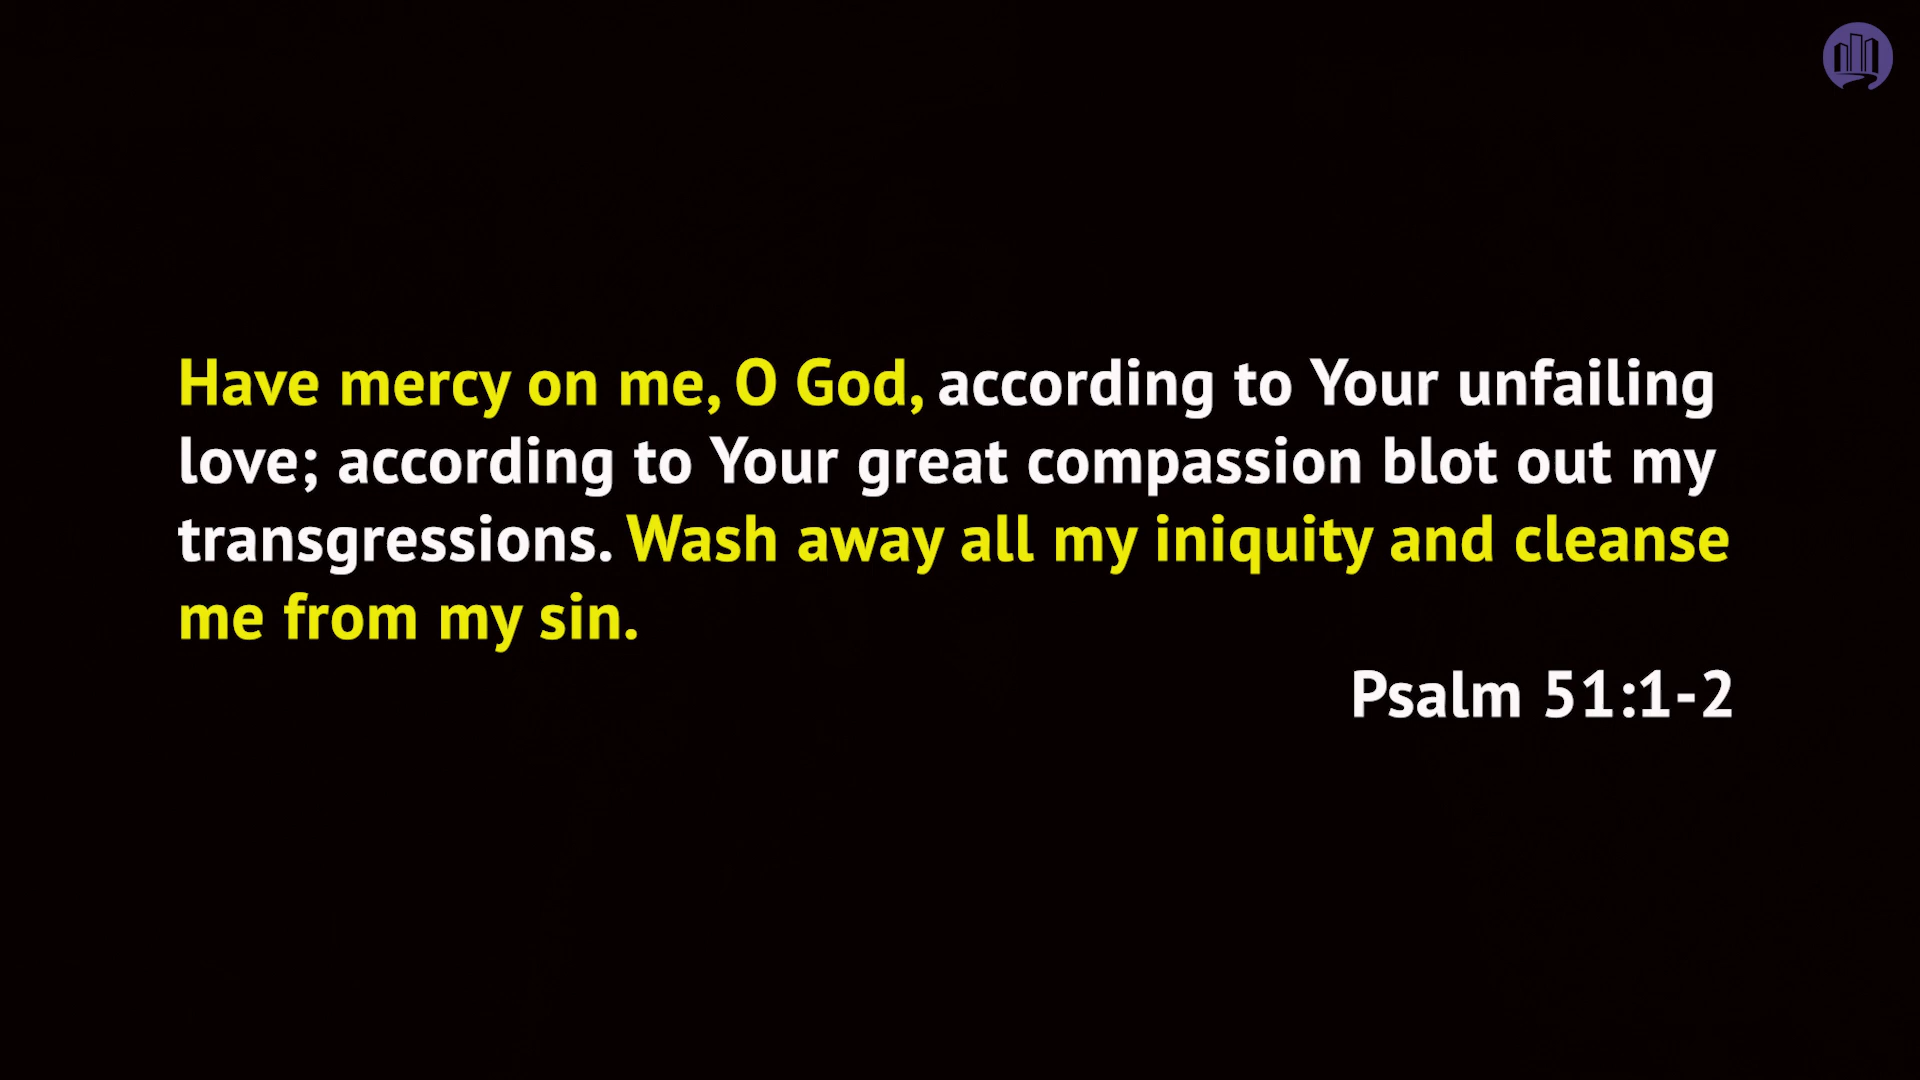 Have mercy on me, O God, according to Your unfailing
love; according to Your great compassion blot out my
transgressions. Wash away all my iniquity and cleanse
me from my sin.
Psalm 51:1-2